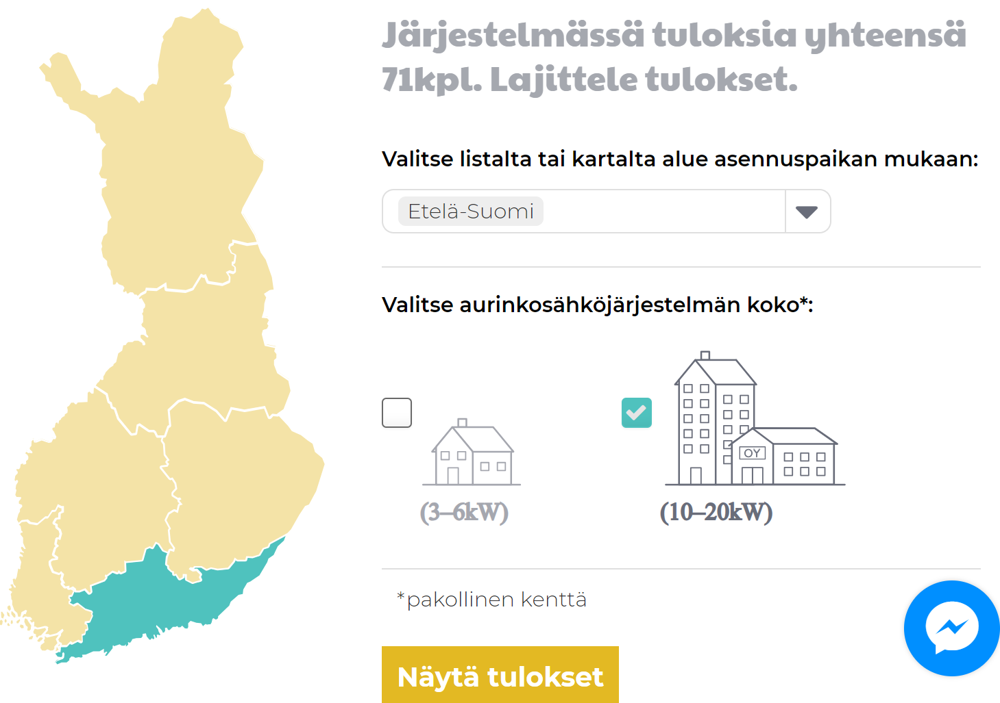 Järjestelmässä tuloksia yhteensä
71kpl. Lajittele tulokset.
Valitse listalta tai kartalta alue asennuspaikan mukaan:
Etelä-Suomi
Valitse aurinkosähköjärjestelmän koko*:
OY
(3–6kW)
(10–20kW)
*pakollinen kenttä
Näytä tulokset